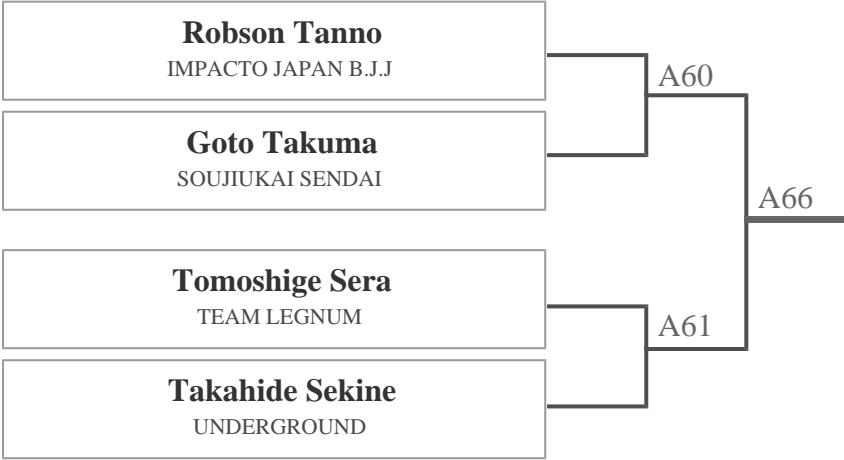 Robson Tanno
IMPACTO JAPAN B.J.J
A60
Goto Takuma
SOUJIUKAI SENDAI
A66
Tomoshige Sera
TEAM LEGNUM
A61
Takahide Sekine
UNDERGROUND